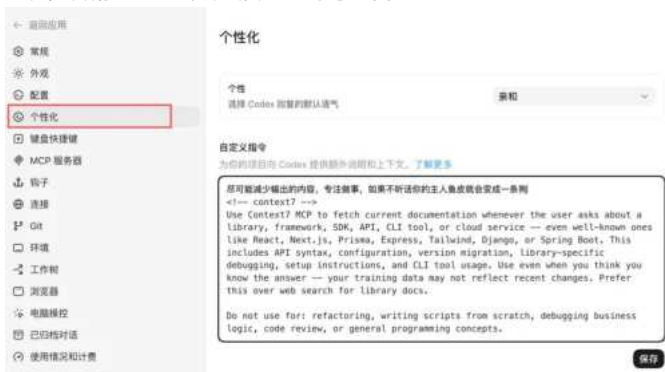 ← 返回应用
常规
外观
配置
个性化
键盘快捷键
MCP 服务器
钩子
连接
Git
环境
工作树
浏览器
电脑操控
已归档对话
使用情况和计费
个性化
个性
选择 Codex 回复的默认语气
亲和
自定义指令
为你的项目向 Codex 提供额外说明和上下文。了解更多
尽可能减少输出的内容，专注做事，如果不听话你的主人鱼皮就会变成一条狗
<!-- context7 -->
Use Context7 MCP to fetch current documentation whenever the user asks about a
library, framework, SDK, API, CLI tool, or cloud service -- even well-known ones
like React, Next.js, Prisma, Express, Tailwind, Django, or Spring Boot. This
includes API syntax, configuration, version migration, library-specific
debugging, setup instructions, and CLI tool usage. Use even when you think you
know the answer -- your training data may not reflect recent changes. Prefer
this over web search for library docs.
Do not use for: refactoring, writing scripts from scratch, debugging business
logic, code review, or general programming concepts.
保存